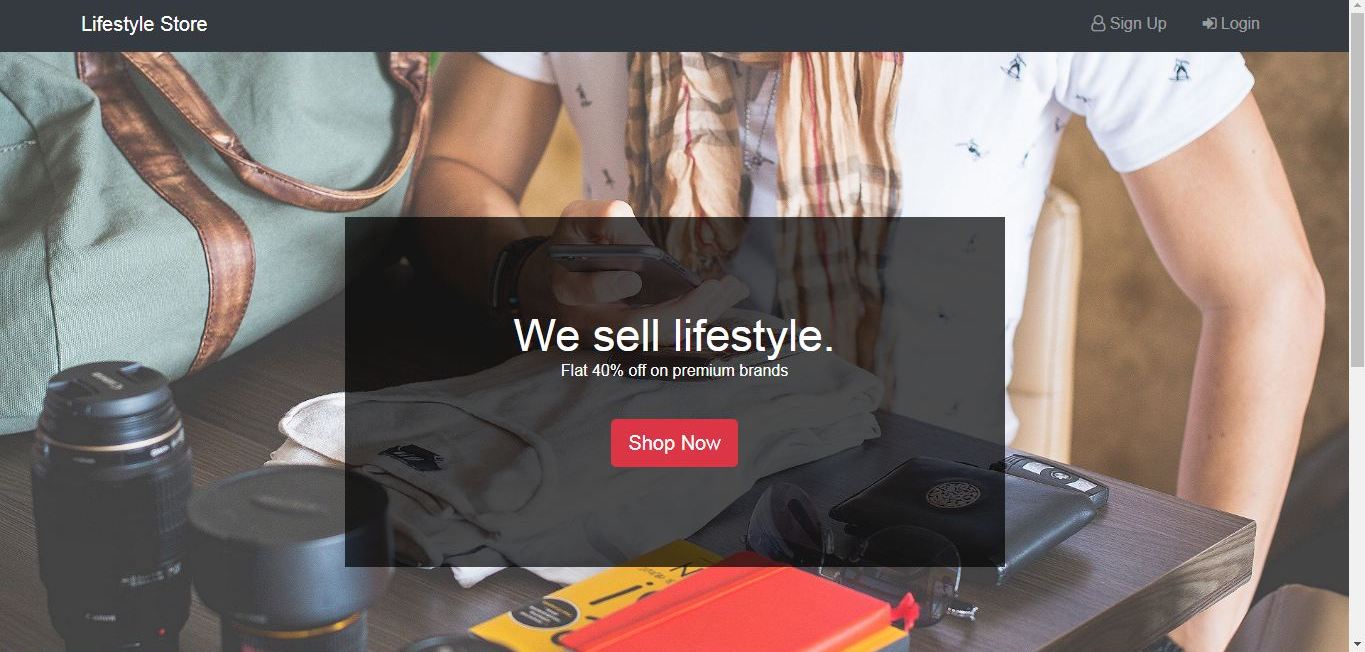 Lifestyle Store
Sign Up
Login
We sell lifestyle.
Flat 40% off on premium brands
Shop Now